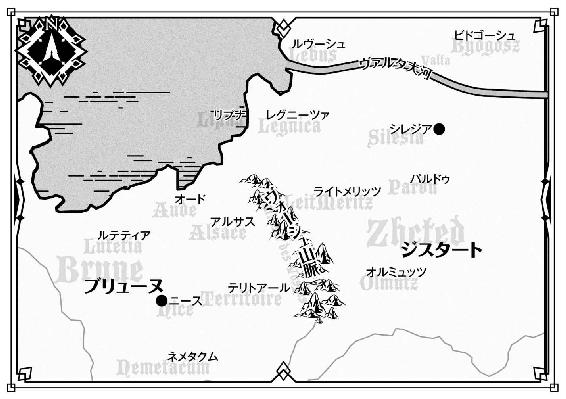 N
ルヴーシュ
Lebus
ビドゴーシュ
Bydgosz
ヴァルタ大河
Valta
リプナ
レグニーツァ
Legnica
シレジア
Silesia
オード
Aude
ライトメリッツ
LeitMeritz
パルドゥ
Pardu
アルサス
Alsace
ヴォージュ山脈
Zhcted
ジスタート
ルテティア
Lutetia
Brune
ブリューヌ
ニース
Nice
テリトアール
Territoire
オルミュッツ
Olmutz
ネメタクム
Nemetacum